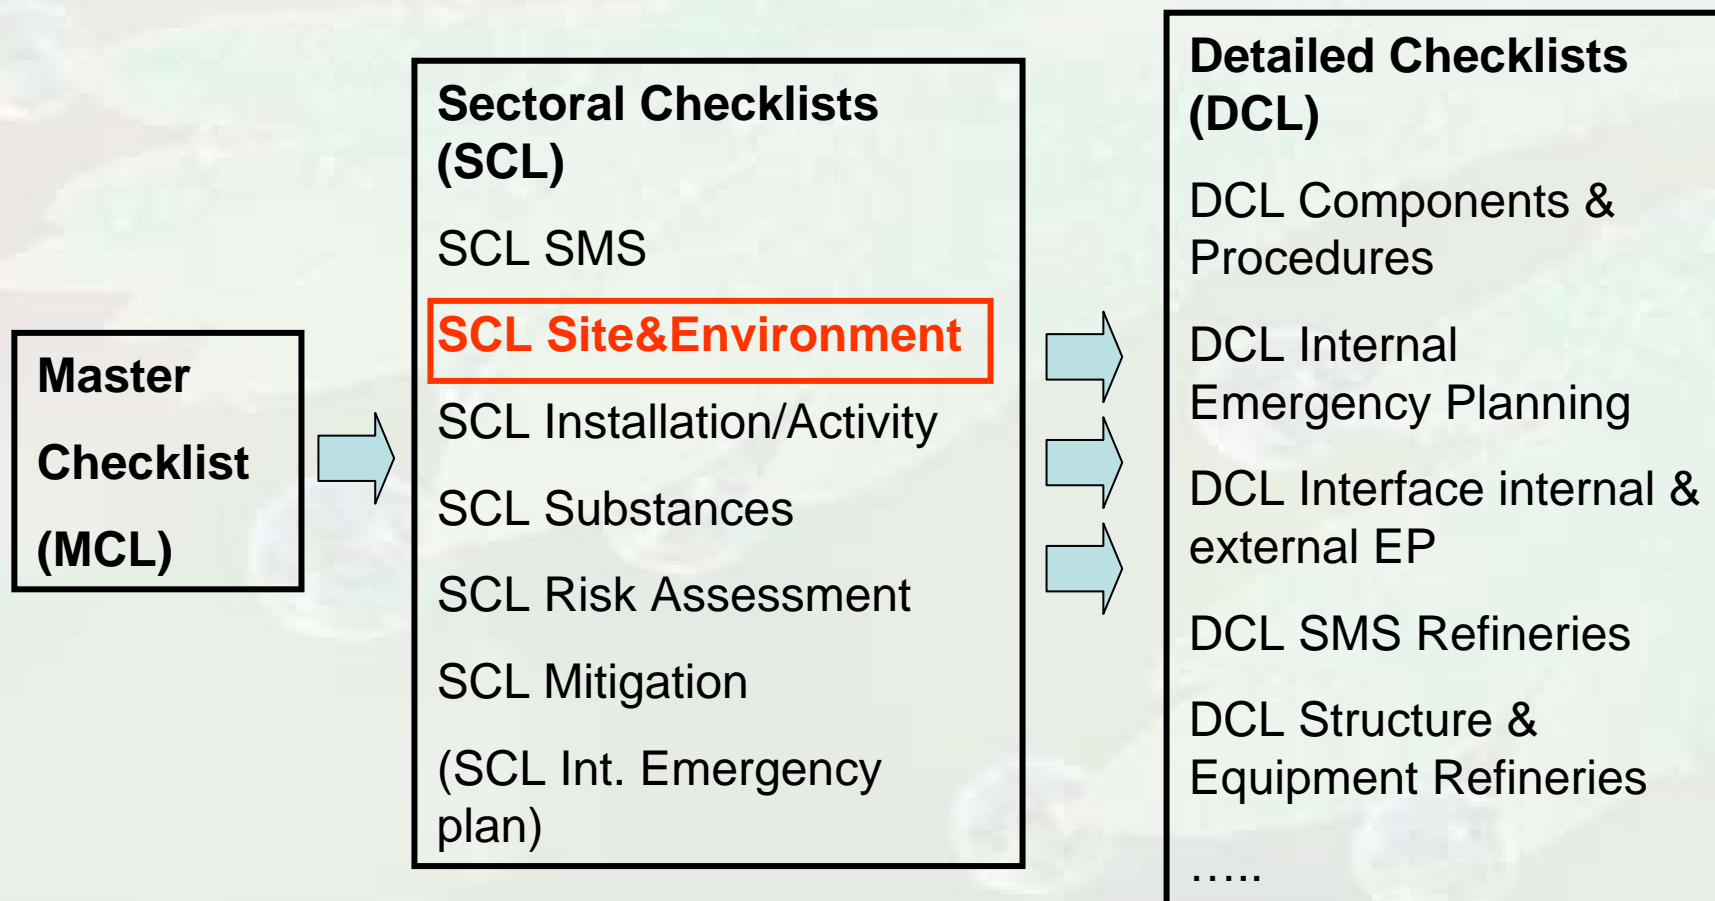 Master
Checklist
(MCL)
Sectoral Checklists
(SCL)
SCL SMS
SCL Site&Environment
SCL Installation/Activity
SCL Substances
SCL Risk Assessment
SCL Mitigation
(SCL Int. Emergency
plan)
Detailed Checklists
(DCL)
DCL Components &
Procedures
DCL Internal
Emergency Planning
DCL Interface internal &
external EP
DCL SMS Refineries
DCL Structure &
Equipment Refineries
…..